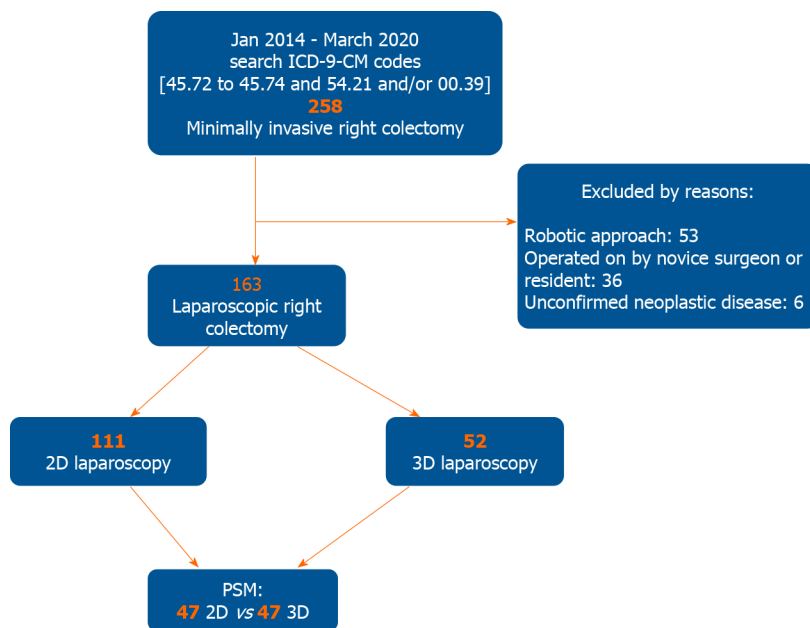 Jan 2014 - March 2020
search ICD-9-CM codes
[45.72 to 45.74 and 54.21 and/or 00.39]
258
Minimally invasive right colectomy
Excluded by reasons:
Robotic approach: 53
Operated on by novice surgeon or
resident: 36
Unconfirmed neoplastic disease: 6
163
Laparoscopic right
colectomy
111
2D laparoscopy
52
3D laparoscopy
PSM:
47 2D vs 47 3D